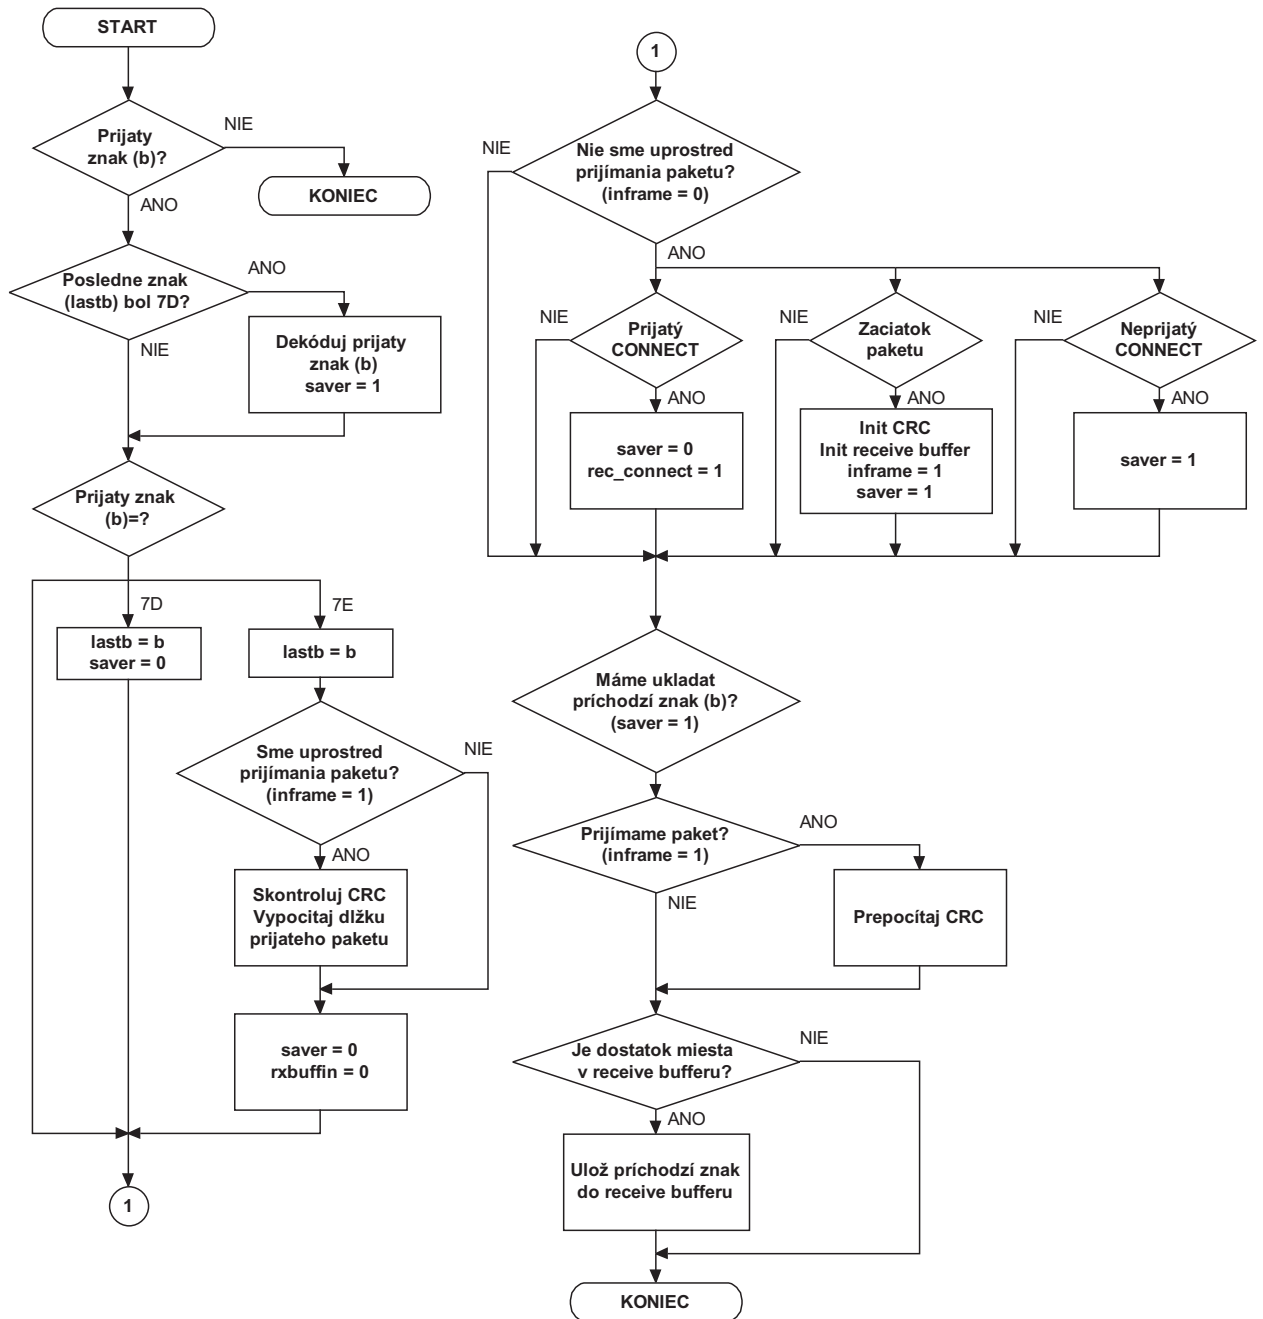 START
Prijaty
znak (b)?
NIE
KONIEC
ANO
Posledne znak
(lastb) bol 7D?
ANO
NIE
Dekóduj prijaty
znak (b)
saver = 1
Prijaty znak
(b)=?
7D
7E
lastb = b
saver = 0
lastb = b
Sme uprostred
prijímania paketu?
(inframe = 1)
NIE
ANO
Skontroluj CRC
Vypocitaj dlžku
prijateho paketu
saver = 0
rxbuffin = 0
1
1
Nie sme uprostred
prijímania paketu?
(inframe = 0)
NIE
ANO
NIE
Prijatý
CONNECT
ANO
saver = 0
rec_connect = 1
NIE
Zaciatok
paketu
ANO
Init CRC
Init receive buffer
inframe = 1
saver = 1
NIE
Neprijatý
CONNECT
ANO
saver = 1
Máme ukladat
príchodzí znak (b)?
(saver = 1)
Prijímame paket?
(inframe = 1)
ANO
NIE
Prepocítaj CRC
Je dostatok miesta
v receive bufferu?
NIE
ANO
Ulož príchodzí znak
do receive bufferu
KONIEC